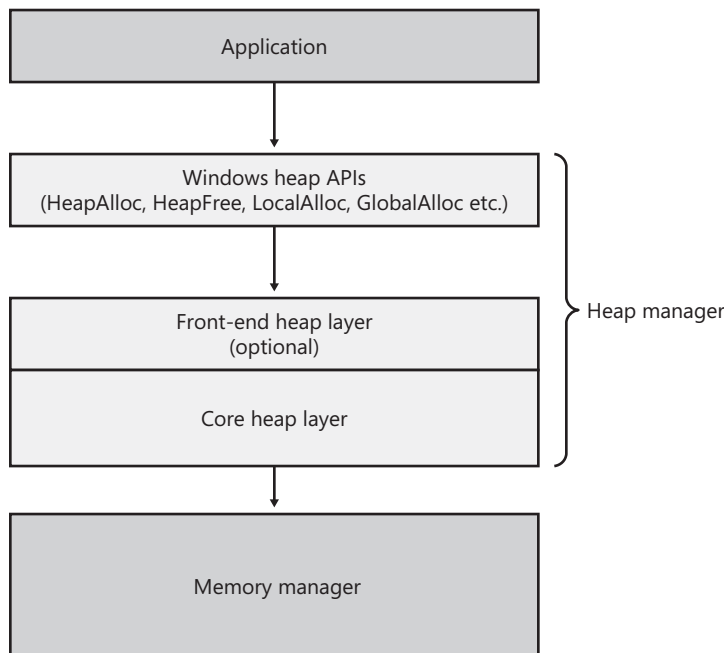 Application
Windows heap APIs
(HeapAlloc, HeapFree, LocalAlloc, GlobalAlloc etc.)
Heap manager
Front-end heap layer
(optional)
Core heap layer
Memory manager